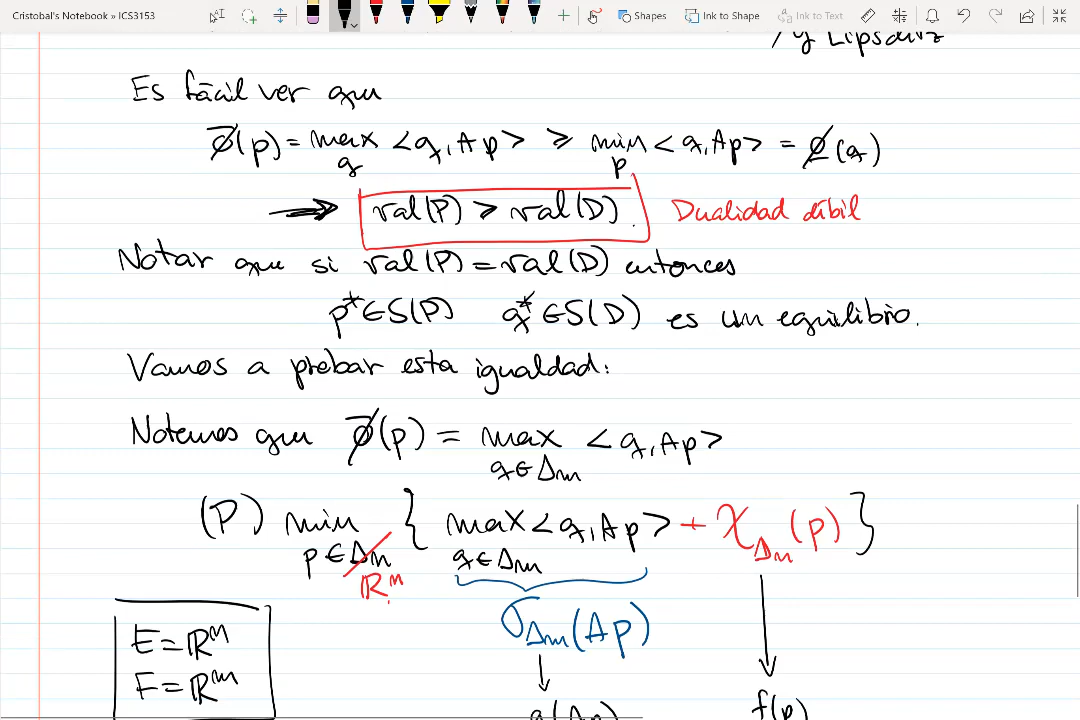 Cristobal's Notebook » ICS3153
Shapes Ink to Shape Ink to Text
/ y Lipschitz
Es fácil ver que
φ̄(p) = max_q <q, Ap> ≥ min_p <q, Ap> = φ̲(q)
⟹ val(P) ≥ val(D). Dualidad débil
Notar que si val(P) = val(D) entonces
p* ∈ S(P) q* ∈ S(D) es un equilibrio.
Vamos a probar esta igualdad:
Notemos que φ̄(p) = max_{q ∈ Δm} <q, Ap>
(P) min_{p ∈ Δn ℝⁿ} { max_{q ∈ Δm} <q, Ap> + χ_{Δn}(p) }
σ_{Δm}(Ap)
E = ℝⁿ
F = ℝᵐ
g(Ap) f(p)